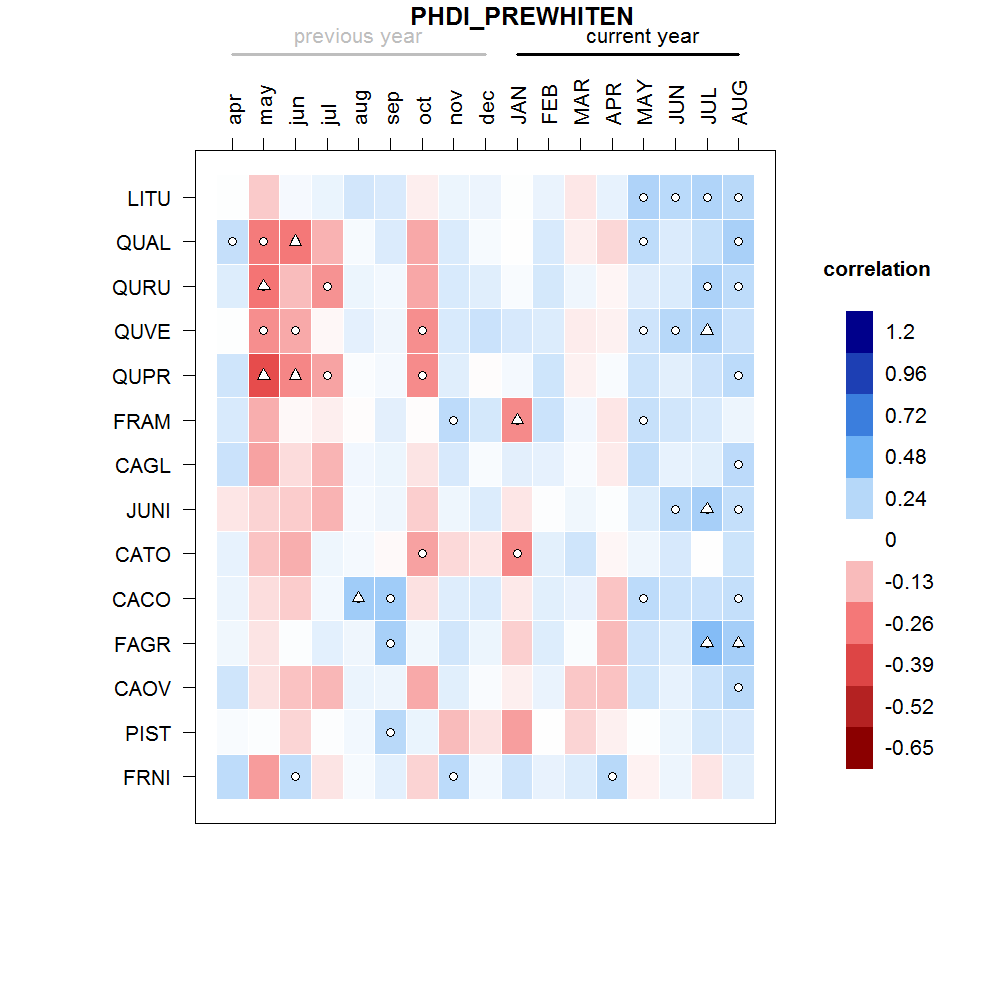 PHDI_PREWHITEN
previous year current year
apr may jun jul aug sep oct nov dec JAN FEB MAR APR MAY JUN JUL AUG
LITU
QUAL
QURU
QUVE
QUPR
FRAM
CAGL
JUNI
CATO
CACO
FAGR
CAOV
PIST
FRNI
correlation
1.2
0.96
0.72
0.48
0.24
0
-0.13
-0.26
-0.39
-0.52
-0.65